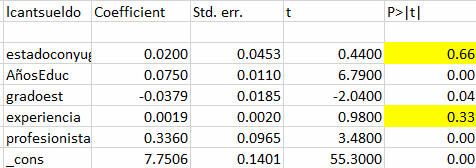 lcantsueldo Coefficient Std. err. t P>|t|
estadoconyug 0.0200 0.0453 0.4400 0.66
AñosEduc 0.0750 0.0110 6.7900 0.00
gradoest -0.0379 0.0185 -2.0400 0.04
experiencia 0.0019 0.0020 0.9800 0.33
profesionista 0.3360 0.0965 3.4800 0.00
_cons 7.7506 0.1401 55.3000 0.00